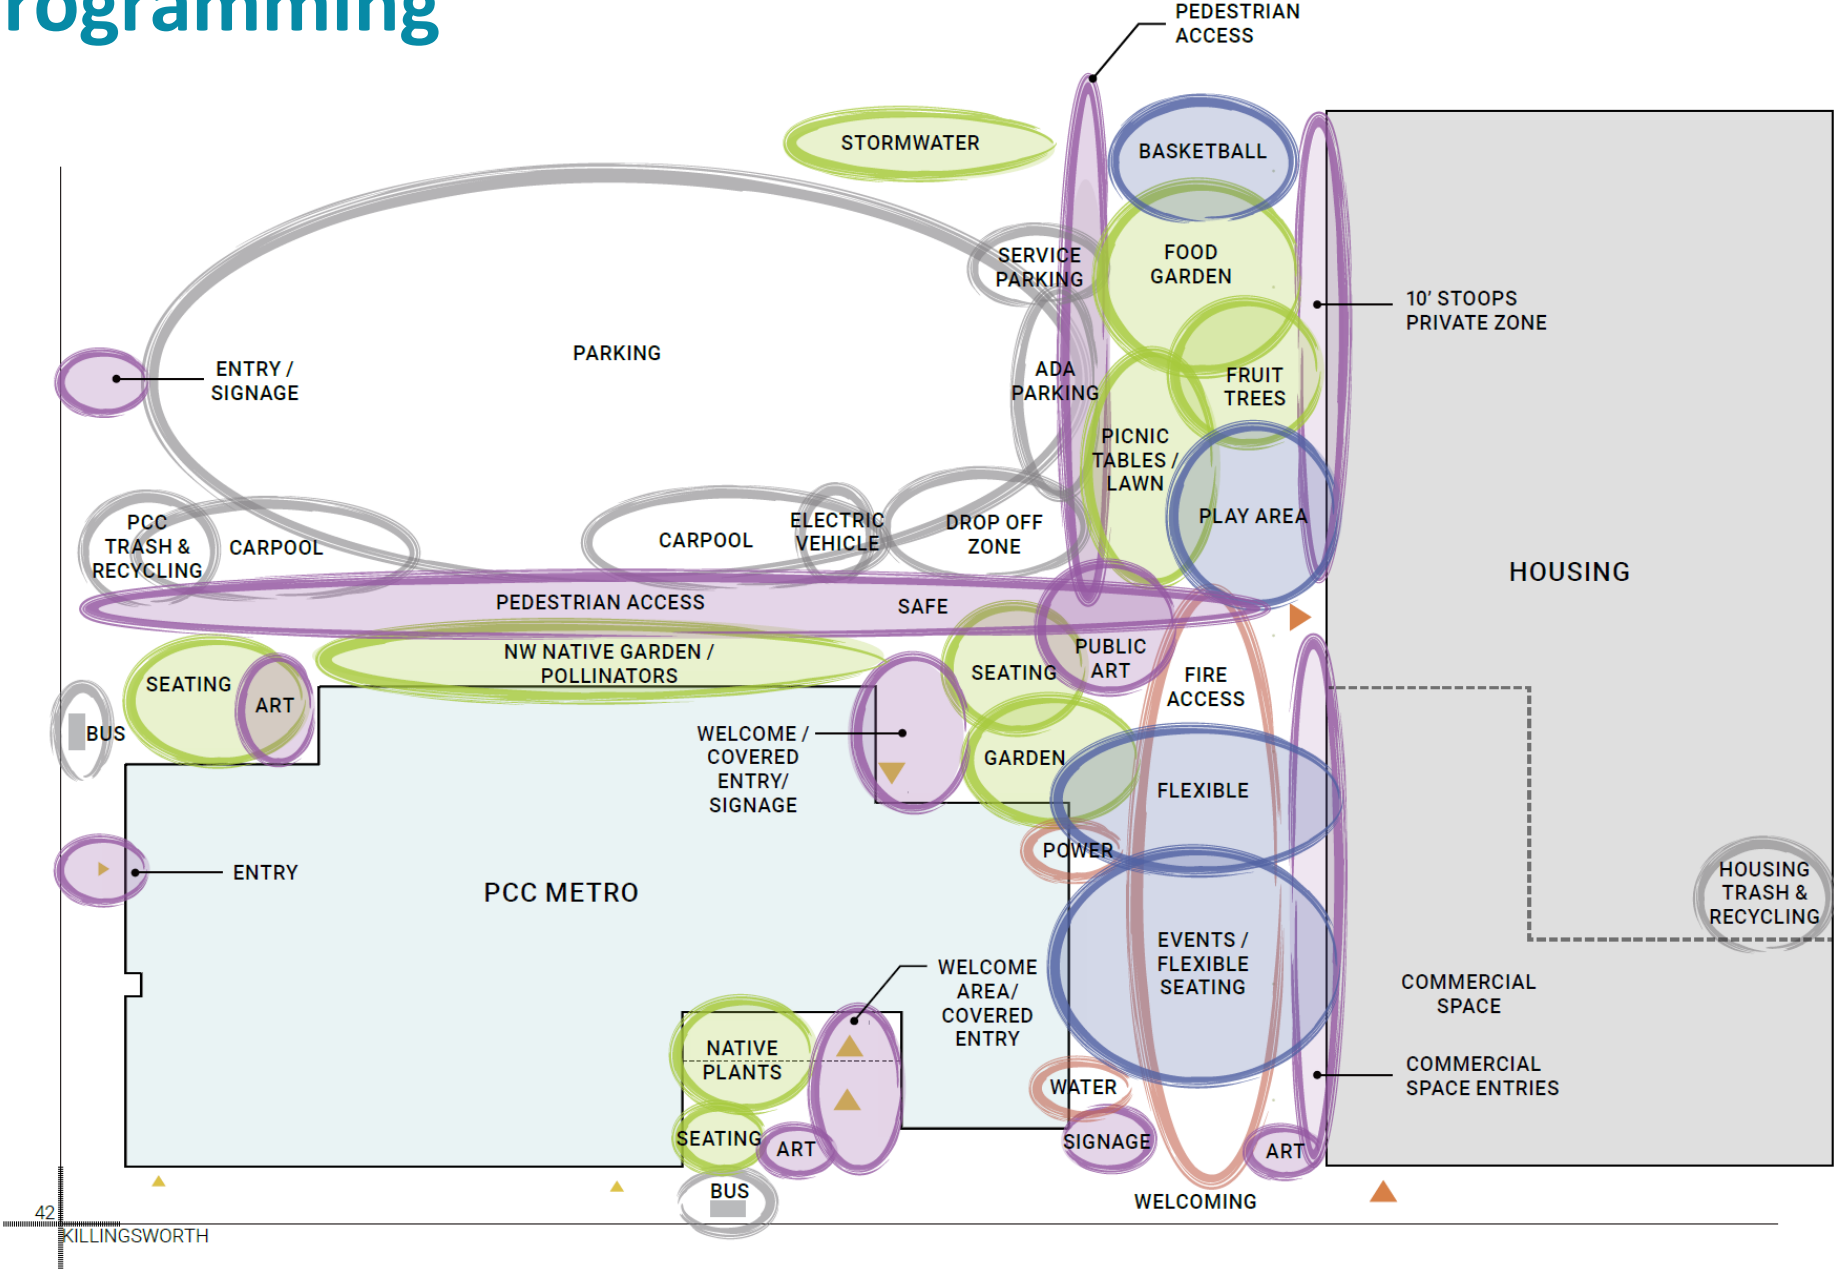 rogramming
PEDESTRIAN
ACCESS
STORMWATER
BASKETBALL
SERVICE
PARKING
FOOD
GARDEN
10' STOOPS
PRIVATE ZONE
PARKING
ENTRY /
SIGNAGE
ADA
PARKING
FRUIT
TREES
PICNIC
TABLES /
LAWN
PCC
TRASH &
RECYCLING
CARPOOL
CARPOOL
ELECTRIC
VEHICLE
DROP OFF
ZONE
PLAY AREA
HOUSING
PEDESTRIAN ACCESS
SAFE
NW NATIVE GARDEN /
POLLINATORS
SEATING
ART
SEATING
PUBLIC
ART
FIRE
ACCESS
BUS
WELCOME /
COVERED
ENTRY/
SIGNAGE
GARDEN
FLEXIBLE
POWER
ENTRY
PCC METRO
HOUSING
TRASH &
RECYCLING
EVENTS /
FLEXIBLE
SEATING
WELCOME
AREA/
COVERED
ENTRY
COMMERCIAL
SPACE
NATIVE
PLANTS
WATER
COMMERCIAL
SPACE ENTRIES
SEATING
ART
SIGNAGE
ART
BUS
WELCOMING
42
KILLINGSWORTH